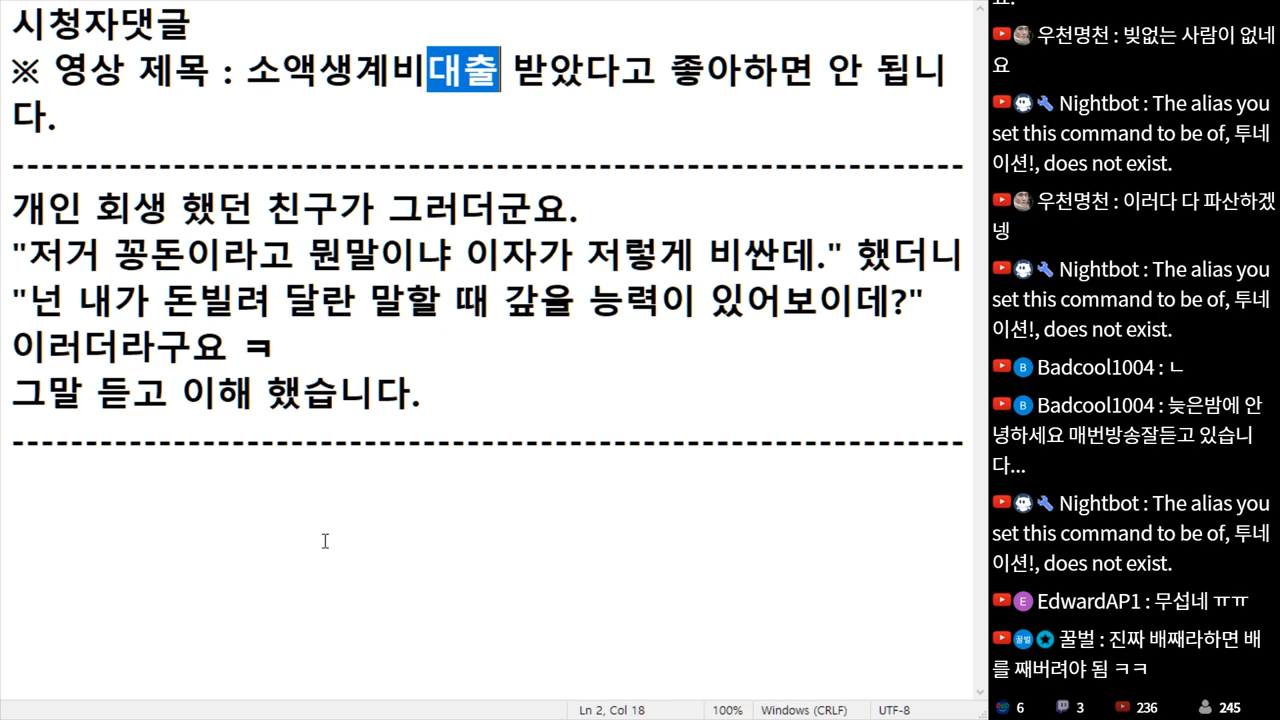 시청자댓글
※ 영상 제목 : 소액생계비대출 받았다고 좋아하면 안 됩니
다.
-----------------------------------------------------------------
개인 회생 했던 친구가 그러더군요.
"저거 꽁돈이라고 뭔말이냐 이자가 저렇게 비싼데." 했더니
"넌 내가 돈빌려 달란 말할 때 갚을 능력이 있어보이데?"
이러더라구요 ㅋ
그말 듣고 이해 했습니다.
-----------------------------------------------------------------
Ln 2, Col 18
100%
Windows (CRLF)
UTF-8
요.
우천명천 : 빚없는 사람이 없네
요
Nightbot : The alias you
set this command to be of, 투네
이션!, does not exist.
우천명천 : 이러다 다 파산하겠
넹
Nightbot : The alias you
set this command to be of, 투네
이션!, does not exist.
B Badcool1004 : ㄴ
B Badcool1004 : 늦은밤에 안
녕하세요 매번방송잘듣고 있습니
다...
Nightbot : The alias you
set this command to be of, 투네
이션!, does not exist.
E EdwardAP1 : 무섭네 ㅠㅠ
꿀벌 꿀벌 : 진짜 배째라하면 배
를 째버려야 됨 ㅋㅋ
6 3 236 245